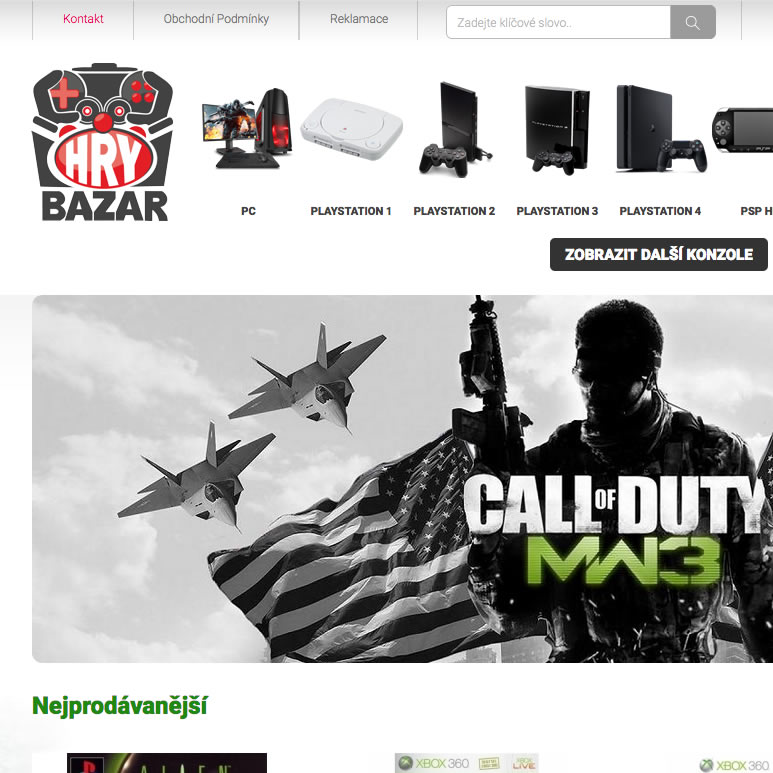 Kontakt
Obchodní Podmínky
Reklamace
Zadejte klíčové slovo..
HRY
BAZAR
PC
PLAYSTATION 1
PLAYSTATION 2
PLAYSTATION 3
PLAYSTATION 4
PSP H
ZOBRAZIT DALŠÍ KONZOLE
CALL OF DUTY
MW3
Nejprodávanější
ALIEN
XBOX 360
XBOX LIVE
XBOX 360